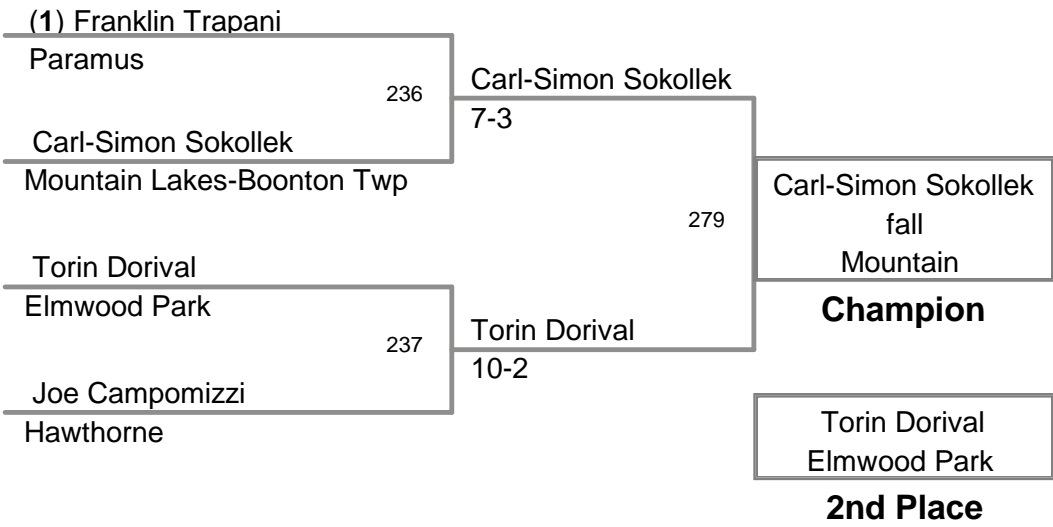 (1) Franklin Trapani
Paramus
236
Carl-Simon Sokollek
7-3
Carl-Simon Sokollek
Mountain Lakes-Boonton Twp
279
Carl-Simon Sokollek
fall
Mountain
Champion
Torin Dorival
Elmwood Park
237
Torin Dorival
10-2
Joe Campomizzi
Hawthorne
Torin Dorival
Elmwood Park
2nd Place